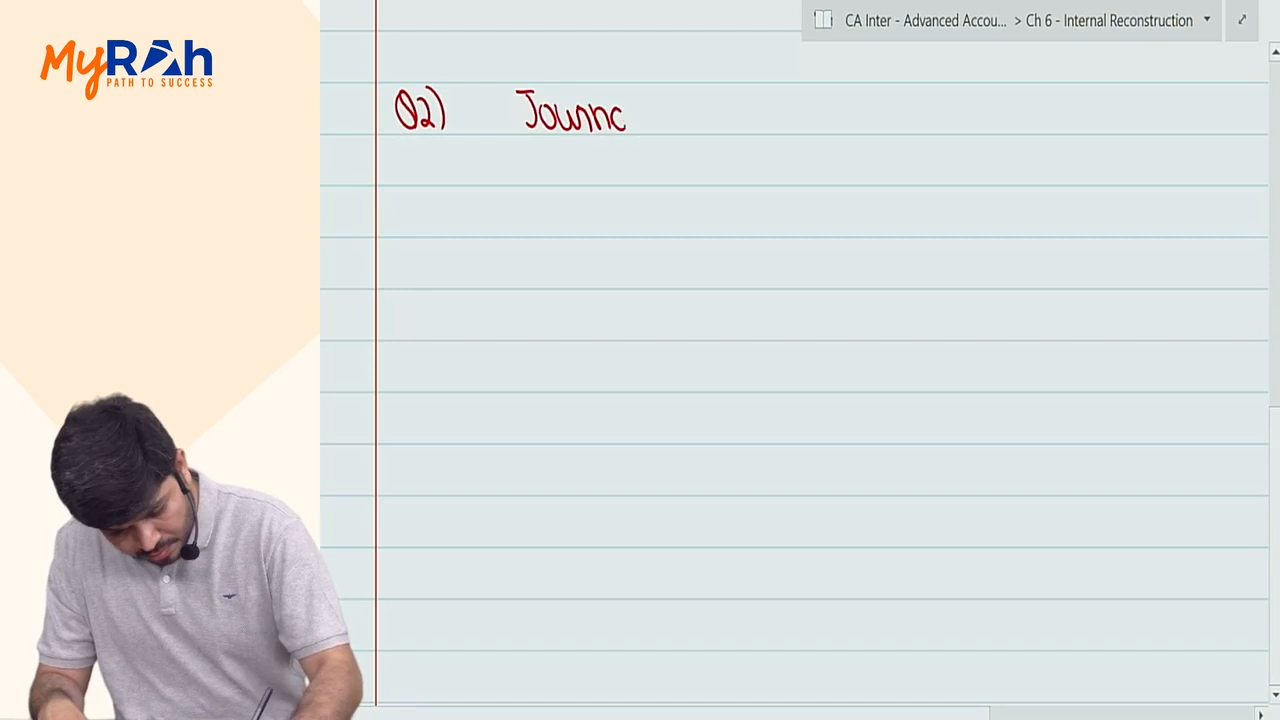 MyRAh
PATH TO SUCCESS
CA Inter - Advanced Accou... > Ch 6 - Internal Reconstruction
Q2) Journc